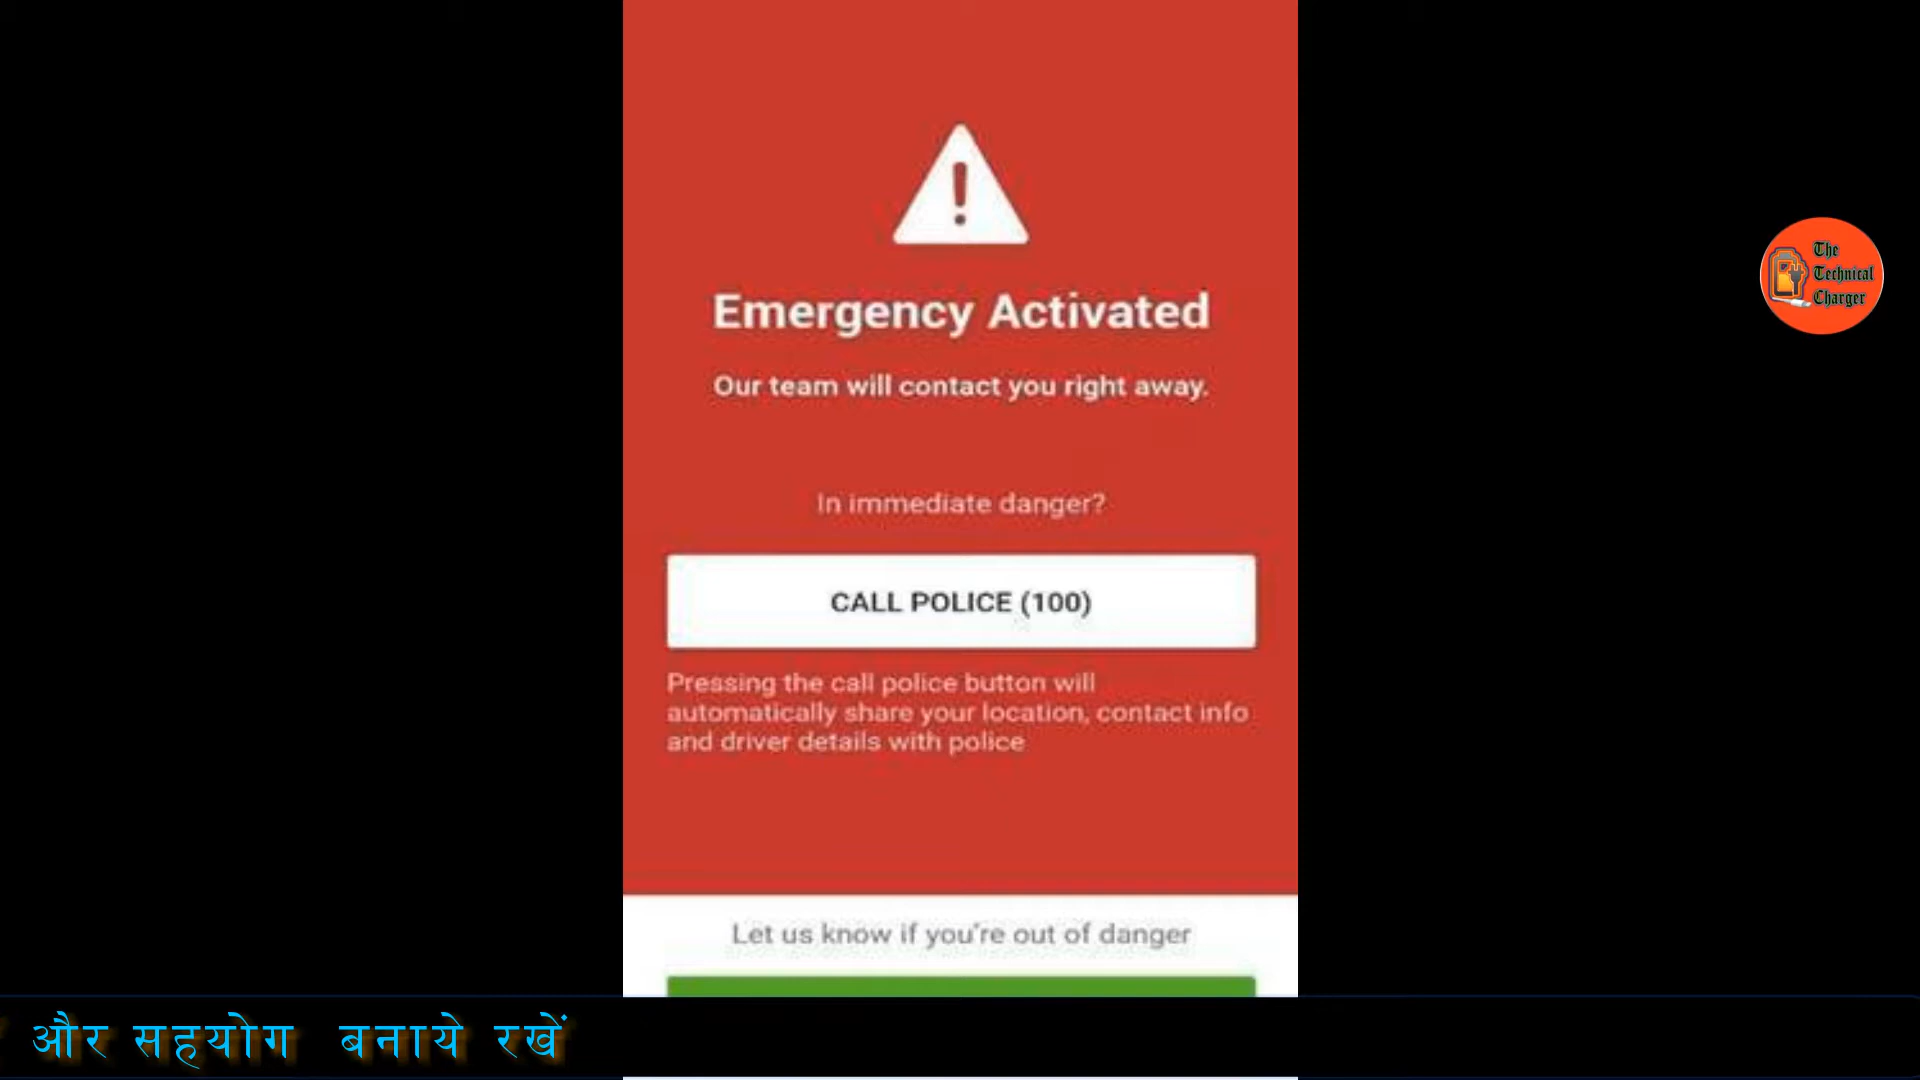 The
Technical
Charger
Emergency Activated
Our team will contact you right away.
In immediate danger?
CALL POLICE (100)
Pressing the call police button will
automatically share your location, contact info
and driver details with police
Let us know if you're out of danger
और सहयोग बनाये रखें